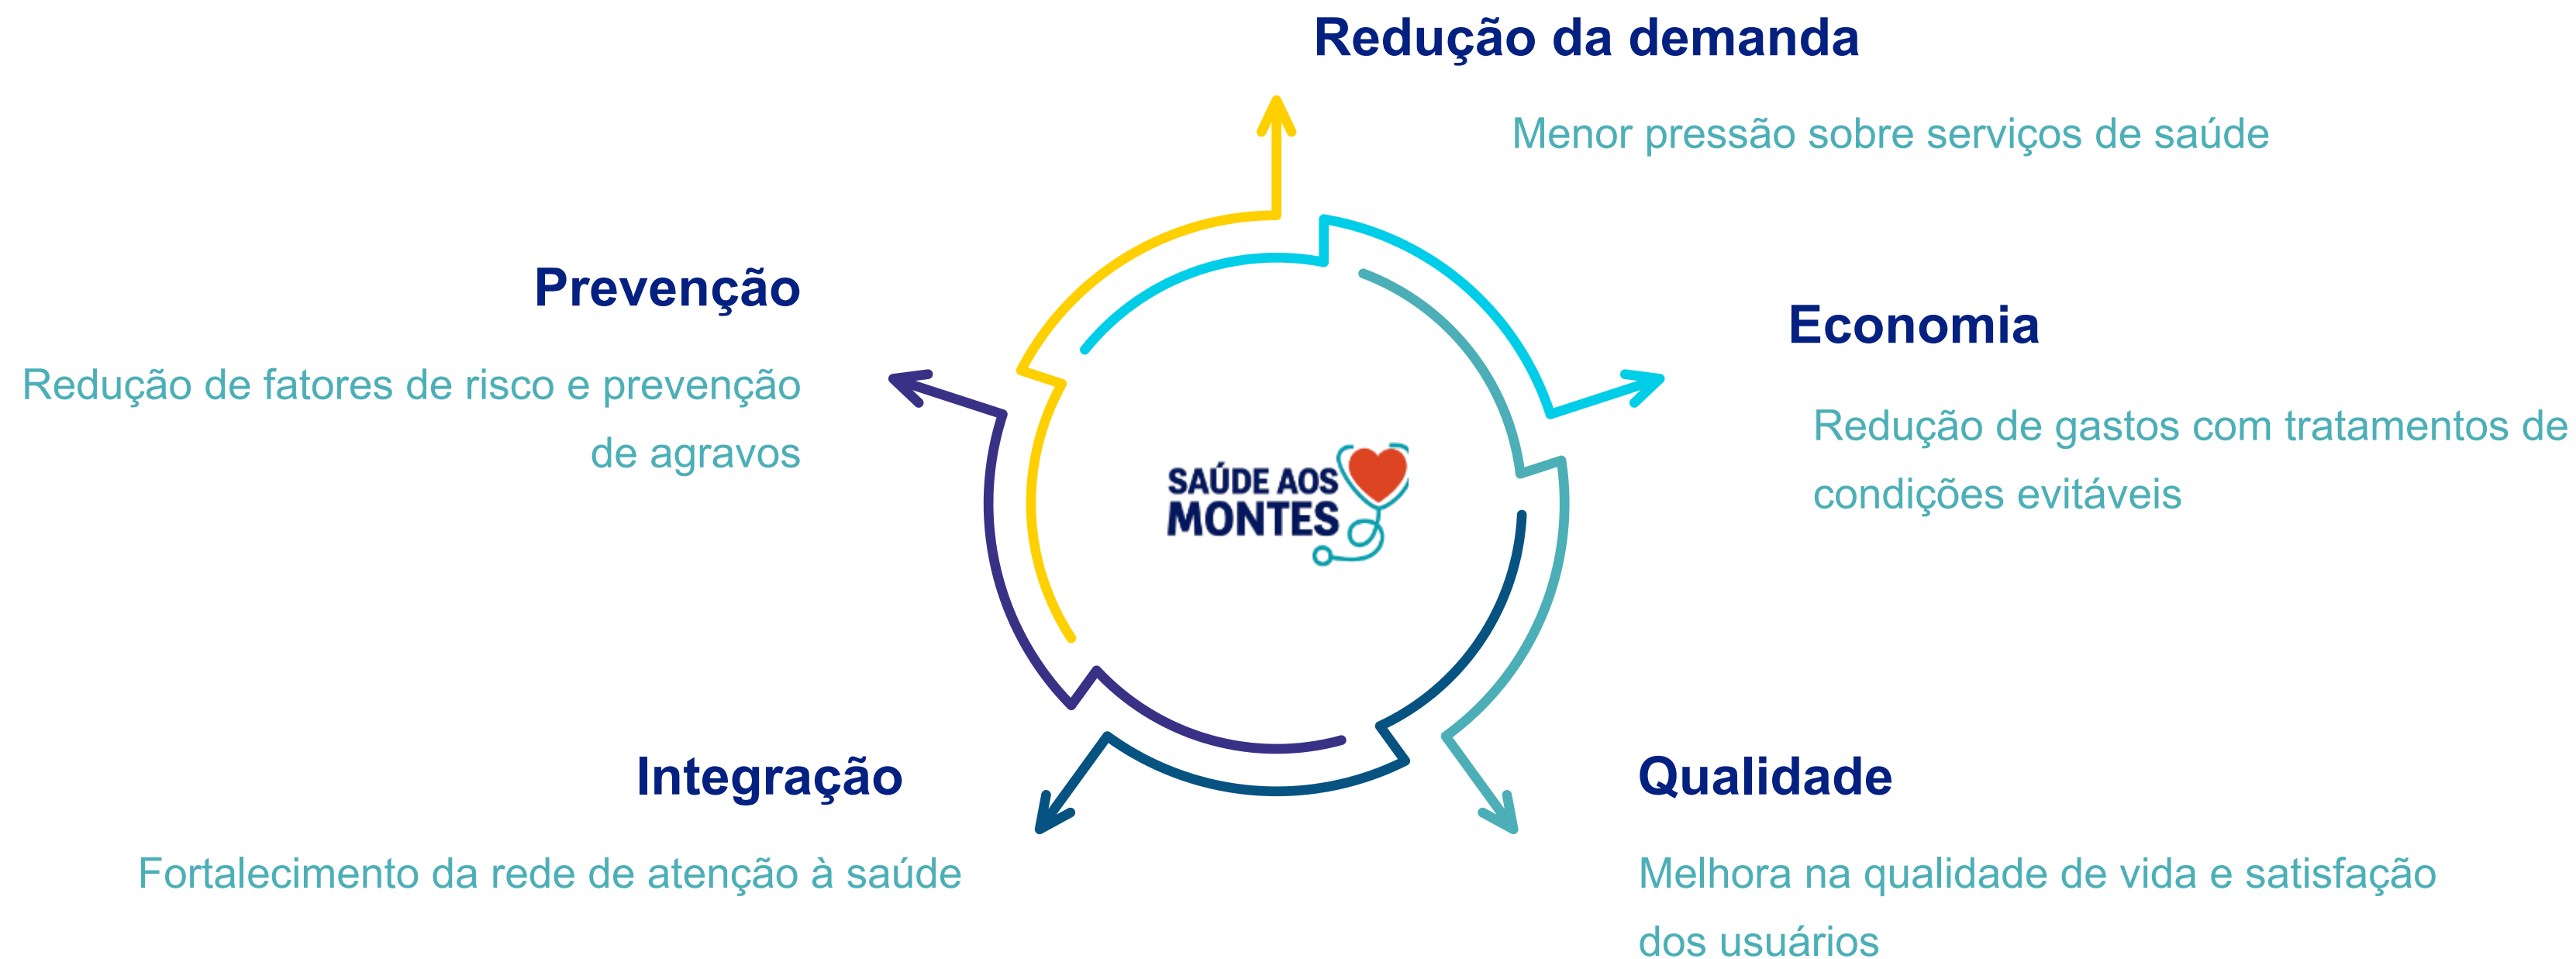 Redução da demanda
Menor pressão sobre serviços de saúde
Prevenção
Redução de fatores de risco e prevenção
de agravos
Economia
Redução de gastos com tratamentos de
condições evitáveis
SAÚDE AOS
MONTES
Integração
Fortalecimento da rede de atenção à saúde
Qualidade
Melhora na qualidade de vida e satisfação
dos usuários